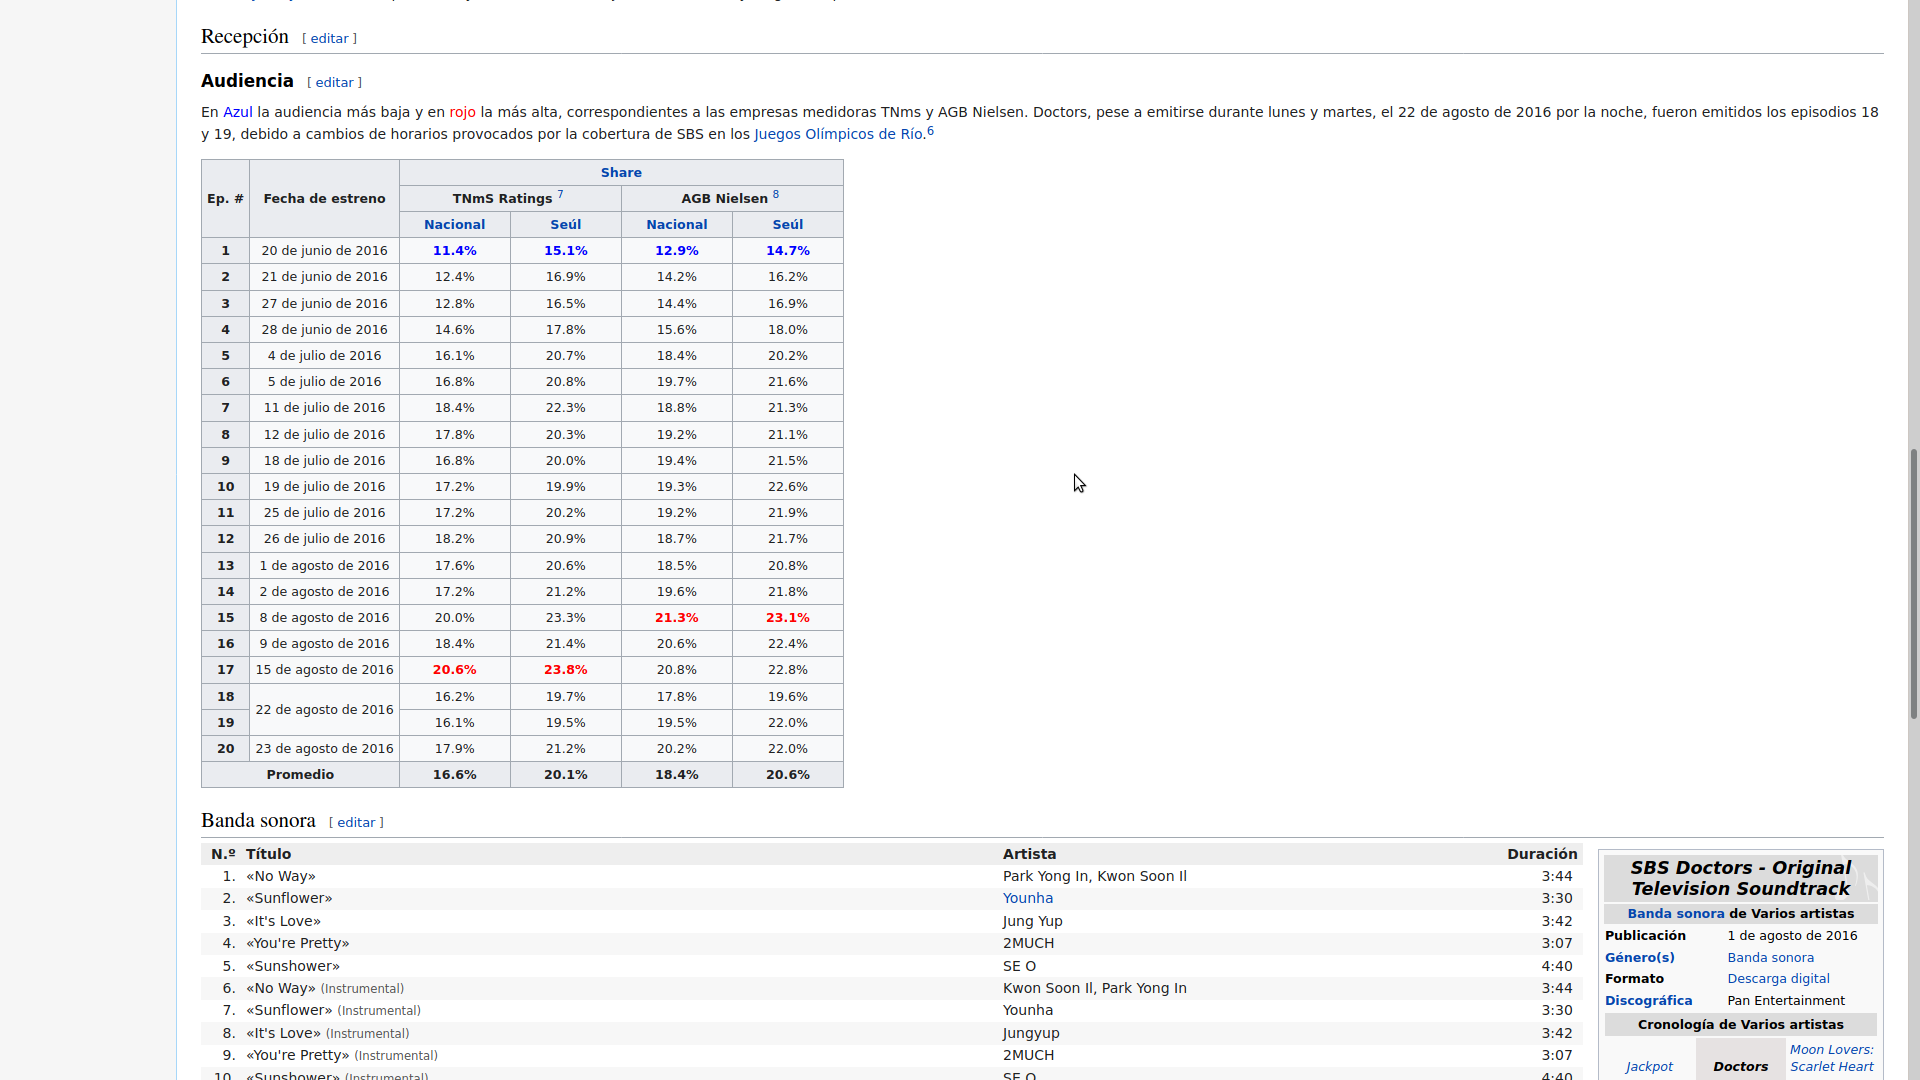 Recepción [ editar ]
Audiencia [ editar ]
En Azul la audiencia más baja y en rojo la más alta, correspondientes a las empresas medidoras TNms y AGB Nielsen. Doctors, pese a emitirse durante lunes y martes, el 22 de agosto de 2016 por la noche, fueron emitidos los episodios 18
y 19, debido a cambios de horarios provocados por la cobertura de SBS en los Juegos Olímpicos de Río.6
Ep. # Fecha de estreno Share
TNmS Ratings 7 AGB Nielsen 8
Nacional Seúl Nacional Seúl
1 20 de junio de 2016 11.4% 15.1% 12.9% 14.7%
2 21 de junio de 2016 12.4% 16.9% 14.2% 16.2%
3 27 de junio de 2016 12.8% 16.5% 14.4% 16.9%
4 28 de junio de 2016 14.6% 17.8% 15.6% 18.0%
5 4 de julio de 2016 16.1% 20.7% 18.4% 20.2%
6 5 de julio de 2016 16.8% 20.8% 19.7% 21.6%
7 11 de julio de 2016 18.4% 22.3% 18.8% 21.3%
8 12 de julio de 2016 17.8% 20.3% 19.2% 21.1%
9 18 de julio de 2016 16.8% 20.0% 19.4% 21.5%
10 19 de julio de 2016 17.2% 19.9% 19.3% 22.6%
11 25 de julio de 2016 17.2% 20.2% 19.2% 21.9%
12 26 de julio de 2016 18.2% 20.9% 18.7% 21.7%
13 1 de agosto de 2016 17.6% 20.6% 18.5% 20.8%
14 2 de agosto de 2016 17.2% 21.2% 19.6% 21.8%
15 8 de agosto de 2016 20.0% 23.3% 21.3% 23.1%
16 9 de agosto de 2016 18.4% 21.4% 20.6% 22.4%
17 15 de agosto de 2016 20.6% 23.8% 20.8% 22.8%
18 22 de agosto de 2016 16.2% 19.7% 17.8% 19.6%
19 16.1% 19.5% 19.5% 22.0%
20 23 de agosto de 2016 17.9% 21.2% 20.2% 22.0%
Promedio 16.6% 20.1% 18.4% 20.6%
Banda sonora [ editar ]
N.º Título Artista Duración
1. «No Way» Park Yong In, Kwon Soon Il 3:44
2. «Sunflower» Younha 3:30
3. «It's Love» Jung Yup 3:42
4. «You're Pretty» 2MUCH 3:07
5. «Sunshower» SE O 4:40
6. «No Way» (Instrumental) Kwon Soon Il, Park Yong In 3:44
7. «Sunflower» (Instrumental) Younha 3:30
8. «It's Love» (Instrumental) Jungyup 3:42
9. «You're Pretty» (Instrumental) 2MUCH 3:07
10. «Sunshower» (Instrumental) SE O 4:40
SBS Doctors - Original
Television Soundtrack
Banda sonora de Varios artistas
Publicación 1 de agosto de 2016
Género(s) Banda sonora
Formato Descarga digital
Discográfica Pan Entertainment
Cronología de Varios artistas
Jackpot Doctors Moon Lovers:
Scarlet Heart